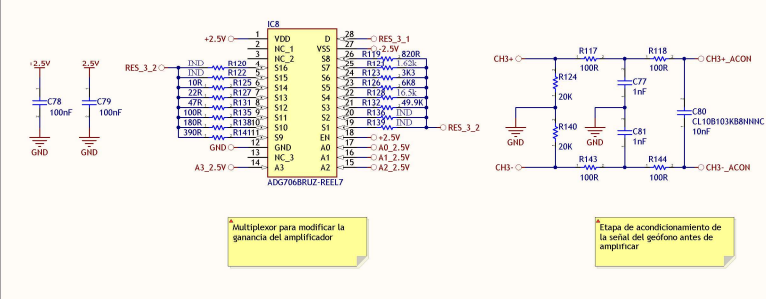 IC8
+2.5V
1
VDD
D
28
RES_3_1
2
NC_1
VSS
27
-2.5V
3
NC_2
S8
26
R119
820R
RES_3_2
IND
R120
4
S16
S7
25
1.62k
IND
R122
5
S15
S6
24
R123
3K3
10R
R125
6
S14
S5
23
R126
6K8
22R
R127
7
S13
S4
22
R128
16.5k
47R
R131
8
S12
S3
21
R132
49.9K
100R
R135
9
S11
S2
20
R136
IND
180R
R138
10
S10
S1
19
R139
IND
RES_3_2
390R
R141
11
S9
EN
18
+2.5V
GND
12
GND
A0
17
A0_2.5V
13
NC_3
A1
16
A1_2.5V
A3_2.5V
14
A3
A2
15
A2_2.5V
ADG706BRUZ-REEL7
+2.5V
C78
100nF
GND
2.5V
C79
100nF
GND
CH3+
R117
100R
R118
100R
CH3+_ACON
R124
20K
C77
1nF
C80
CL10B103KB8NNNC
10nF
GND
GND
R140
20K
C81
1nF
CH3-
R143
100R
R144
100R
CH3-_ACON
Multiplexor para modificar la
ganancia del amplificador
Etapa de acondicionamiento de
la señal del geófono antes de
amplificar